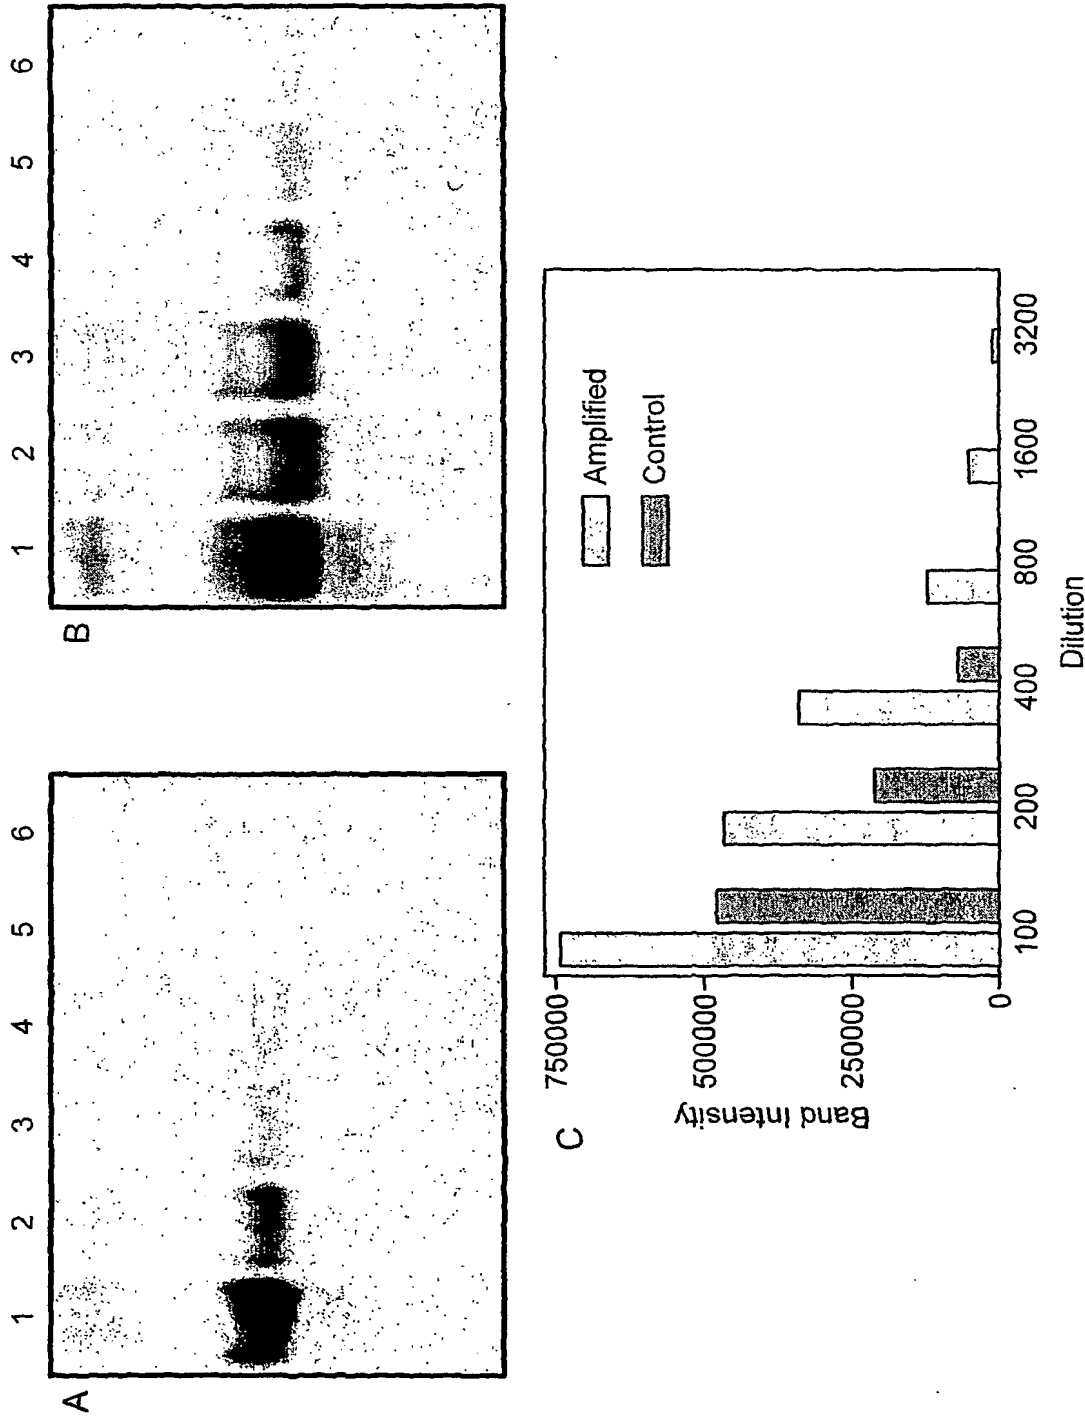 A
1 2 3 4 5 6
B
1 2 3 4 5 6
C
Band Intensity
750000
500000
250000
0
Amplified
Control
100 200 400 800 1600 3200
Dilution